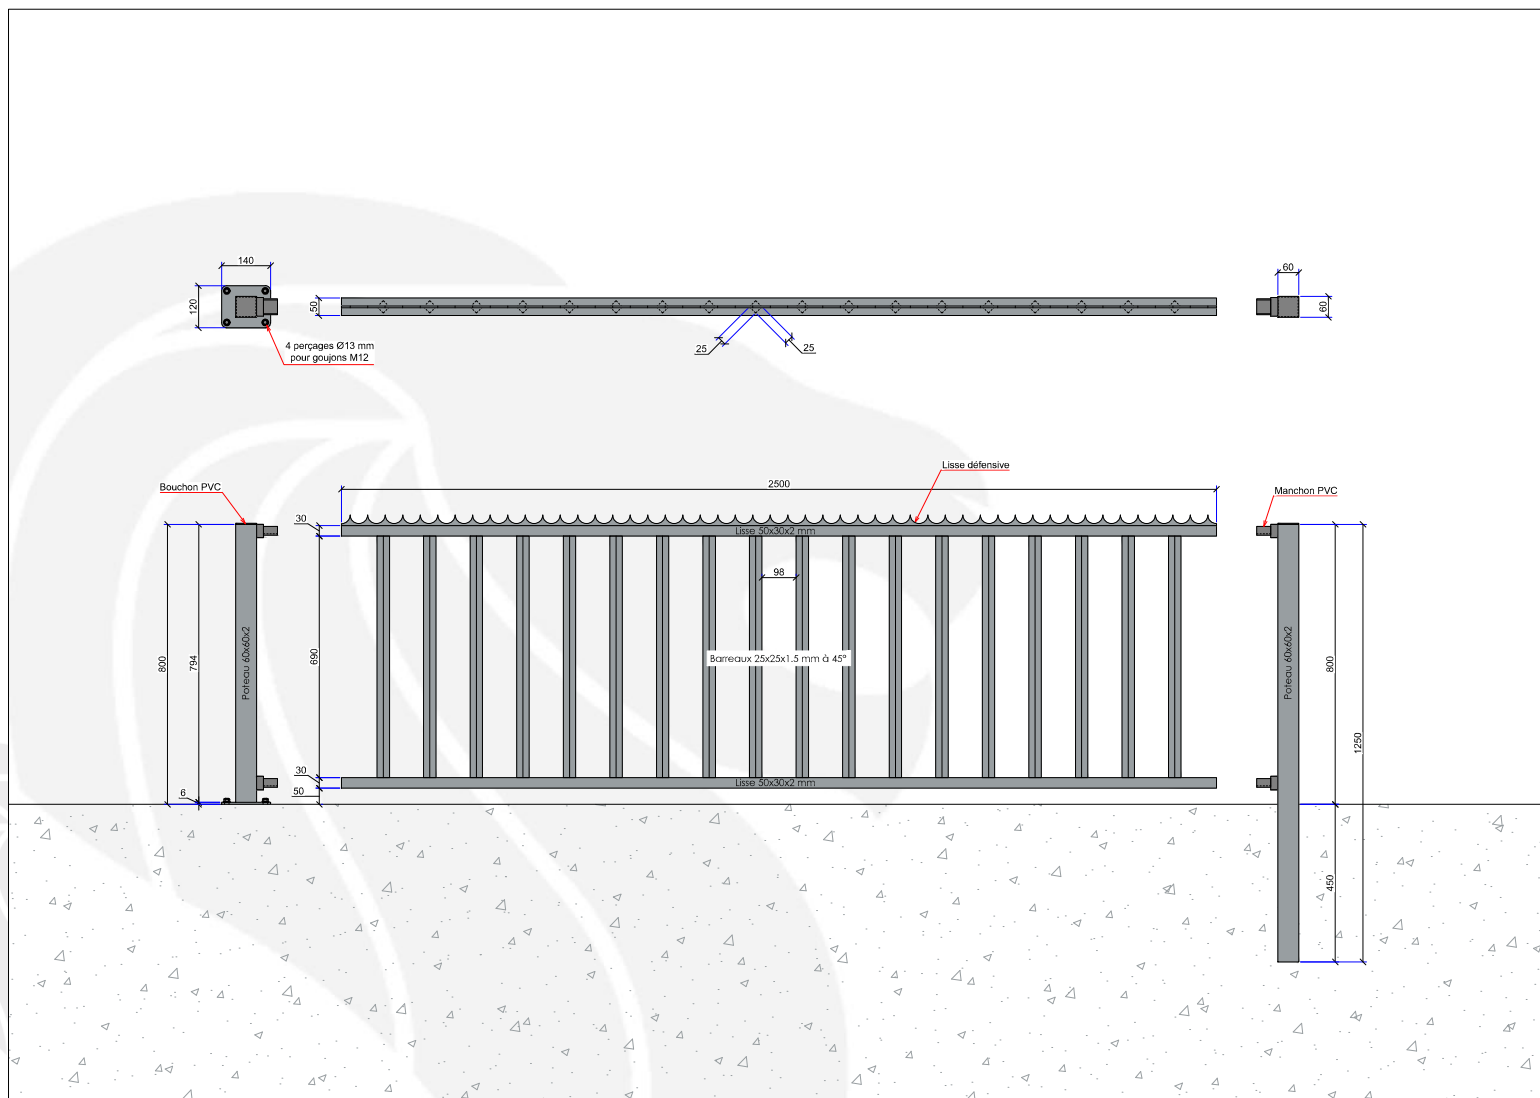 140
120
4 perçages Ø13 mm
pour goujons M12
50
25
25
60
60
Lisse défensive
2500
Bouchon PVC
Manchon PVC
30
Lisse 50x30x2 mm
98
800
794
Poteau 60x60x2
690
Barreaux 25x25x1.5 mm à 45°
Poteau 60x60x2
800
1250
30
Lisse 50x30x2 mm
6
50
450